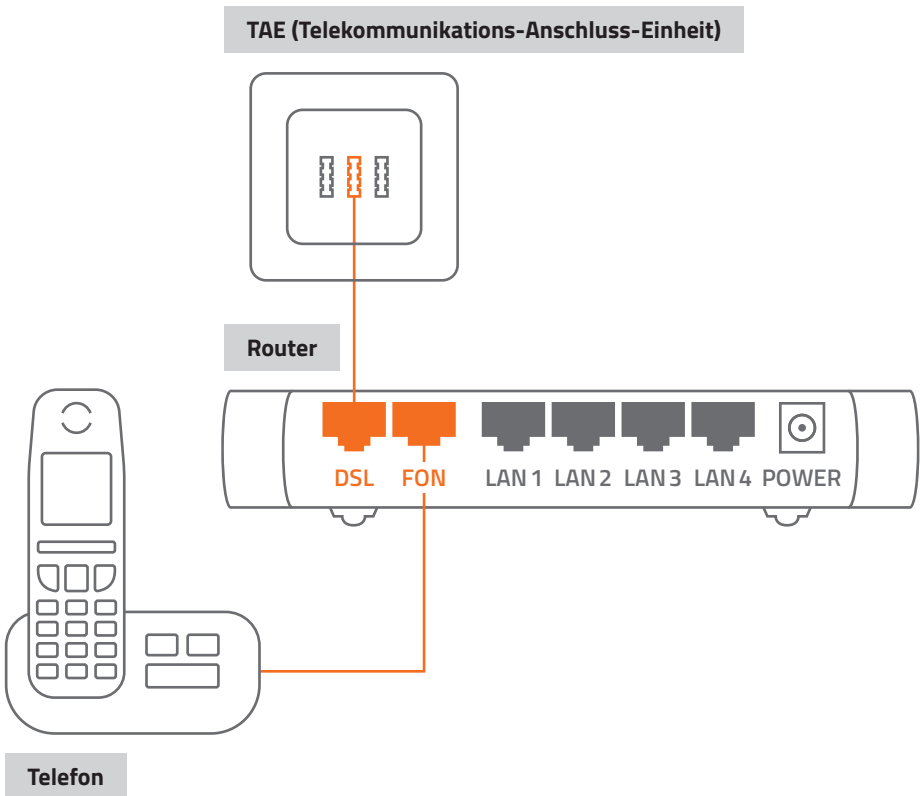 TAE (Telekommunikations-Anschluss-Einheit)
Router
DSL FON LAN 1 LAN 2 LAN 3 LAN 4 POWER
Telefon